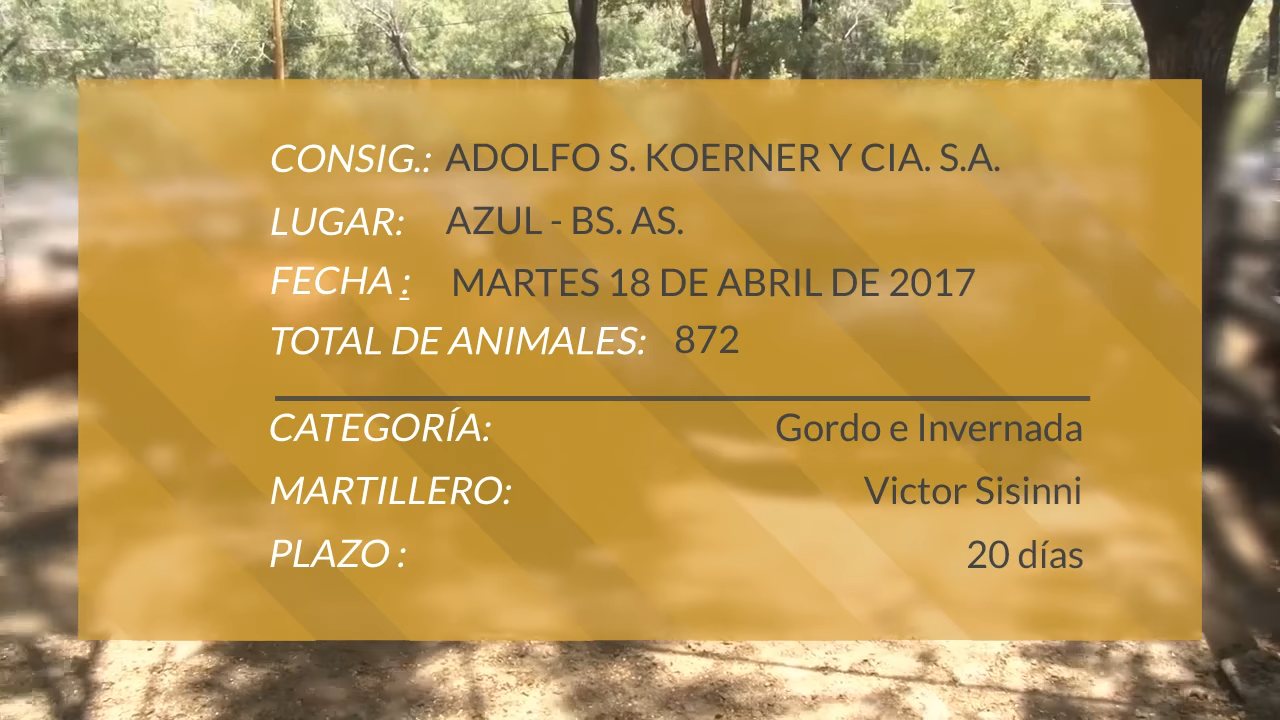 CONSIG.: ADOLFO S. KOERNER Y CIA. S.A.
LUGAR: AZUL - BS. AS.
FECHA : MARTES 18 DE ABRIL DE 2017
TOTAL DE ANIMALES: 872
CATEGORÍA: Gordo e Invernada
MARTILLERO: Victor Sisinni
PLAZO : 20 días